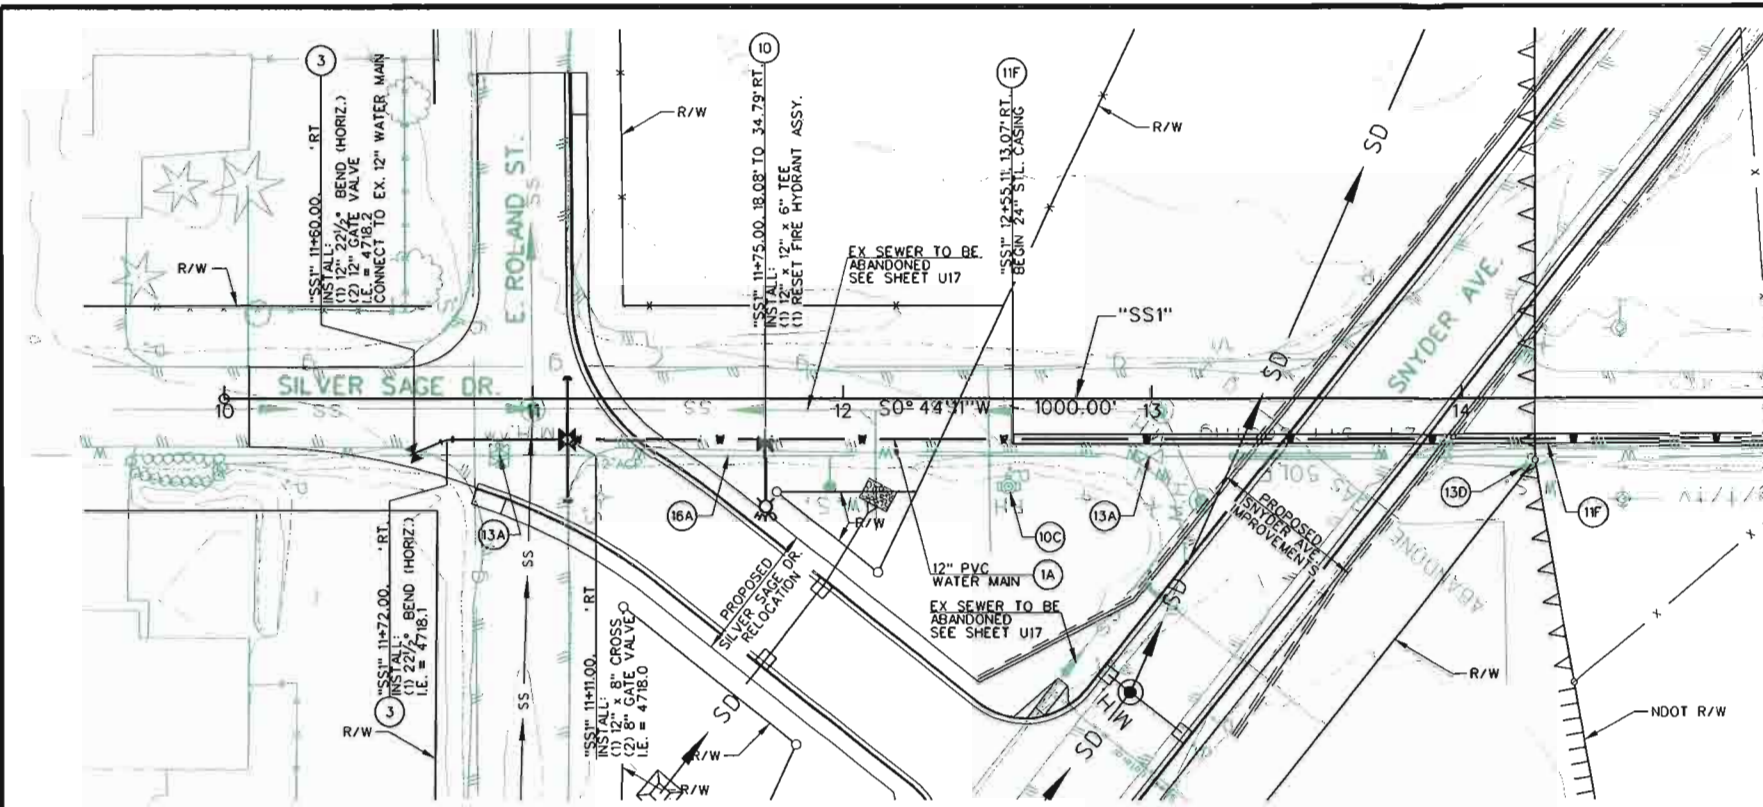 3
"SS1" 11+60.00, ' RT
INSTALL:
(1) 12" 22½° BEND (HORIZ.)
(2) 12" GATE VALVE
I.E. = 4718.2
CONNECT TO EX. 12" WATER MAIN
R/W
E. ROLAND ST.
SS
R/W
10
"SS1" 11+75.00, 18.08' TO 34.79' RT.
INSTALL:
(1) 12" x 12" x 6" TEE
(1) RESET FIRE HYDRANT ASSY.
EX SEWER TO BE
ABANDONED
SEE SHEET U17
11F
"SS1" 12+55.11, 13.07' RT.
BEGIN 24" STL. CASING
R/W
"SS1"
SD
SD
SNYDER AVE.
SILVER SAGE DR.
10
11
12
13
14
SS
SS
S0° 44'11"W 1000.00'
W
W
W
W
13A
16A
R/W
10C
13A
13D
11F
12" PVC
WATER MAIN
1A
EX SEWER TO BE
ABANDONED
SEE SHEET U17
PROPOSED
SNYDER AVE.
IMPROVEMENTS
ABANDONE
PROPOSED
SILVER SAGE DR.
RELOCATION
"SS1" 11+72.00, ' RT
INSTALL:
(1) 22½° BEND (HORIZ.)
I.E. = 4718.1
3
R/W
SS
SS
"SS1" 11+11.00, ' RT
INSTALL:
(1) 12" x 8" CROSS
(2) 8" GATE VALVE
I.E. = 4718.0
SD
R/W
R/W
SD
MH
SD
R/W
NDOT R/W